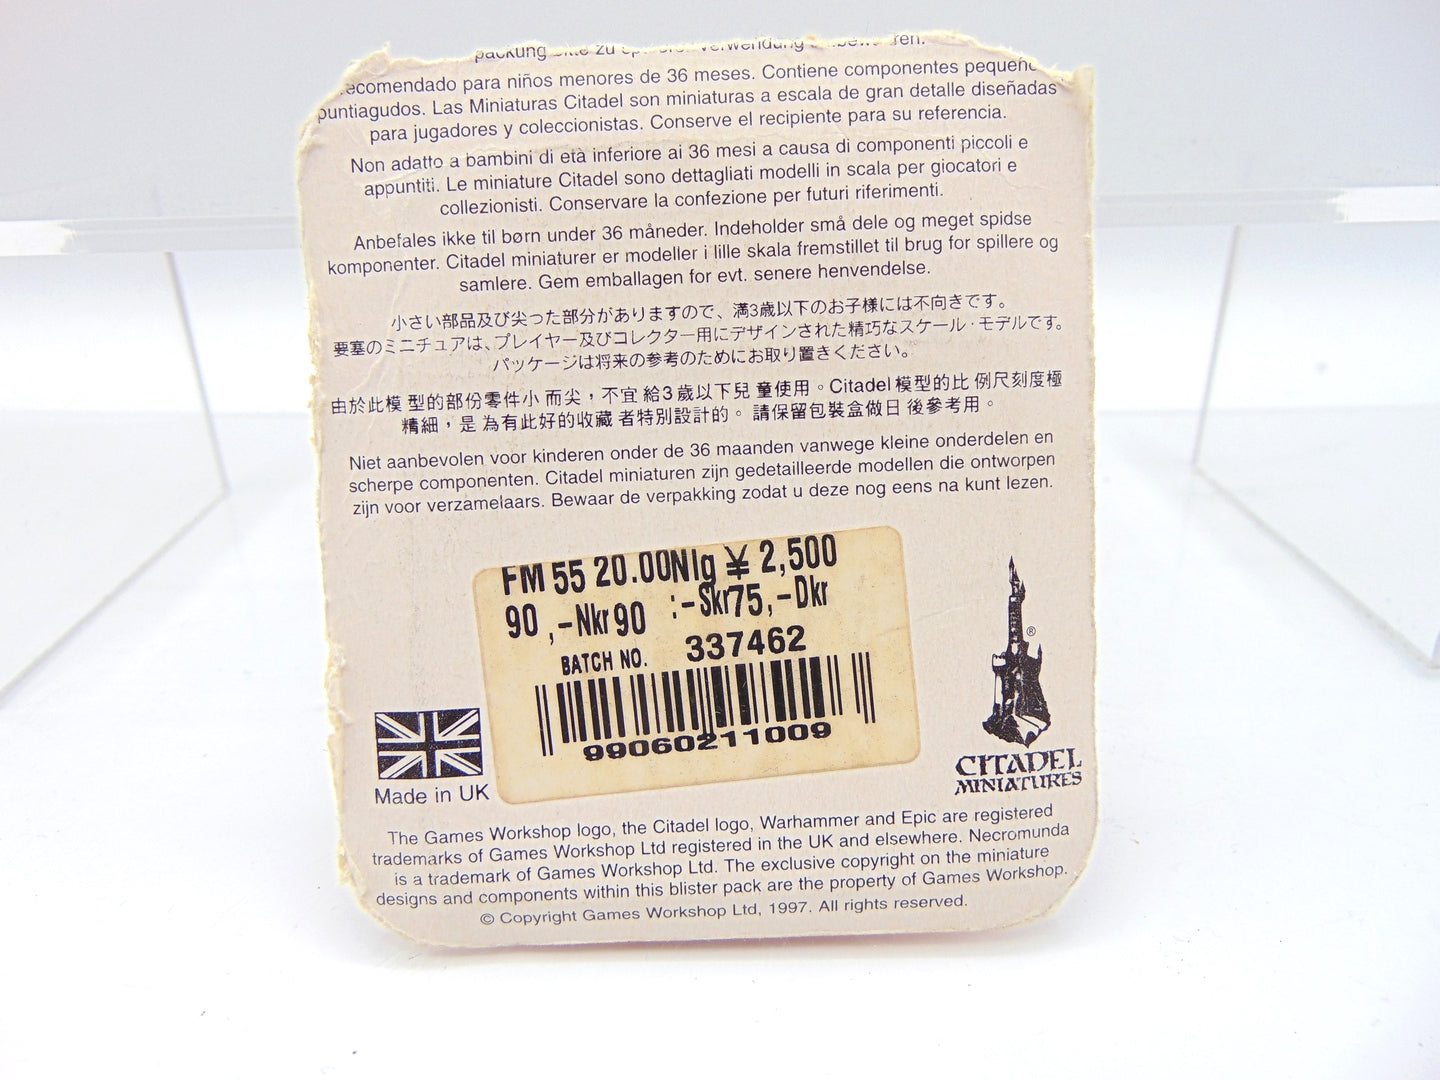 packung bitte zu Verwendung
ecomendado para niños menores de 36 meses. Contiene componentes pequeño
puntiagudos. Las Miniaturas Citadel son miniaturas a escala de gran detalle diseñadas
para jugadores y coleccionistas. Conserve el recipiente para su referencia.
Non adatto a bambini di età inferiore ai 36 mesi a causa di componenti piccoli e
appuntiti. Le miniature Citadel sono dettagliati modelli in scala per giocatori e
collezionisti. Conservare la confezione per futuri riferimenti.
Anbefales ikke til børn under 36 måneder. Indeholder små dele og meget spidse
komponenter. Citadel miniaturer er modeller i lille skala fremstillet til brug for spillere og
samlere. Gem emballagen for evt. senere henvendelse.
小さい部品及び尖った部分がありますので、満3歳以下のお子様には不向きです。
要塞のミニチュアは、プレイヤー及びコレクター用にデザインされた精巧なスケール・モデルです。
パッケージは将来の参考のためにお取り置きください。
由於此模型的部份零件小而尖，不宜給3歲以下兒童使用。Citadel模型的比例尺刻度極
精細，是為有此好的收藏者特別設計的。請保留包裝盒做日後參考用。
Niet aanbevolen voor kinderen onder de 36 maanden vanwege kleine onderdelen en
scherpe componenten. Citadel miniaturen zijn gedetailleerde modellen die ontworpen
zijn voor verzamelaars. Bewaar de verpakking zodat u deze nog eens na kunt lezen.
FM 55 20.00Nlg ¥ 2,500
90 ,-Nkr 90 :-Skr75,-Dkr
BATCH NO. 337462
99060211009
Made in UK
®
CITADEL
MINIATURES
The Games Workshop logo, the Citadel logo, Warhammer and Epic are registered
trademarks of Games Workshop Ltd registered in the UK and elsewhere. Necromunda
is a trademark of Games Workshop Ltd. The exclusive copyright on the miniature
designs and components within this blister pack are the property of Games Workshop.
© Copyright Games Workshop Ltd, 1997. All rights reserved.